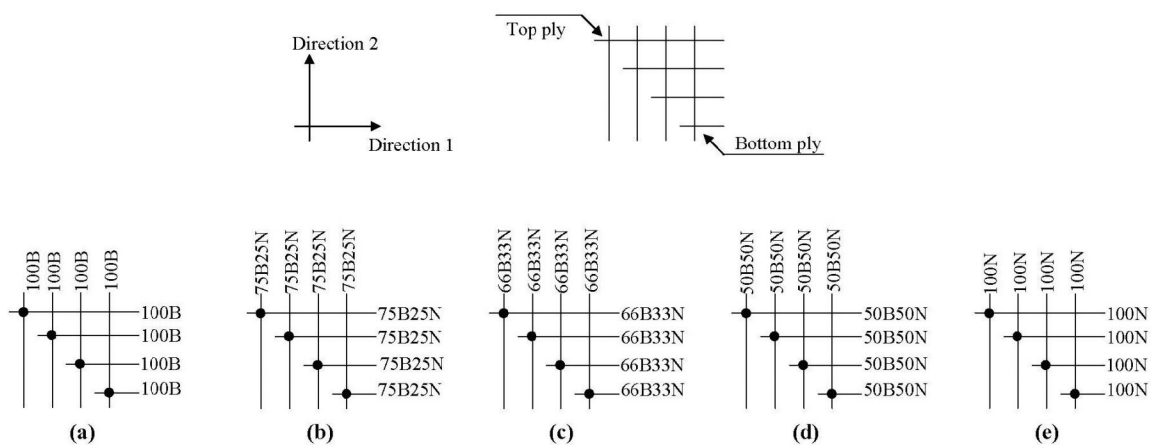 Top ply
Direction 2
Direction 1
Bottom ply
100B
100B
100B
100B
100B
100B
100B
100B
(a)
75B25N
75B25N
75B25N
75B25N
75B25N
75B25N
75B25N
75B25N
(b)
66B33N
66B33N
66B33N
66B33N
66B33N
66B33N
66B33N
66B33N
(c)
50B50N
50B50N
50B50N
50B50N
50B50N
50B50N
50B50N
50B50N
(d)
100N
100N
100N
100N
100N
100N
100N
100N
(e)